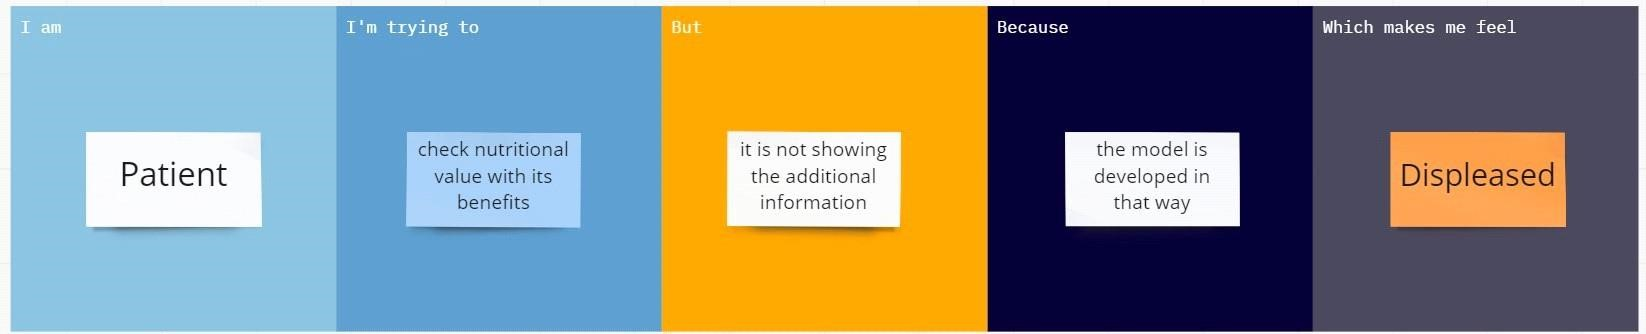 I am
Patient
I'm trying to
check nutritional
value with its
benefits
But
it is not showing
the additional
information
Because
the model is
developed in
that way
Which makes me feel
Displeased